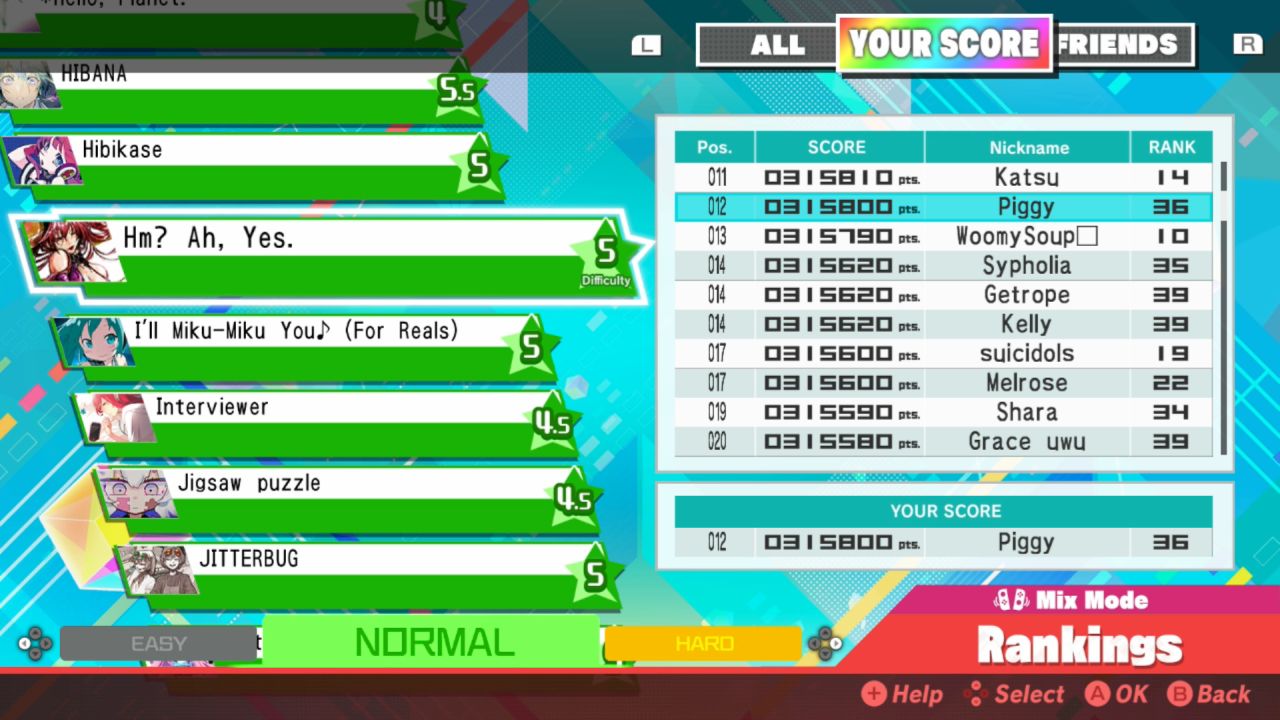 4
HIBANA
5.5
Hibikase
5
Hm? Ah, Yes.
5
Difficulty
I'll Miku-Miku You♪ (For Reals)
5
Interviewer
4.5
Jigsaw puzzle
4.5
JITTERBUG
5
EASY NORMAL HARD
L ALL YOUR SCORE FRIENDS R
Pos. SCORE Nickname RANK
011 0315810 pts. Katsu 14
012 0315800 pts. Piggy 36
013 0315790 pts. WoomySoup□ 10
014 0315620 pts. Sypholia 35
014 0315620 pts. Getrope 39
014 0315620 pts. Kelly 39
017 0315600 pts. suicidols 19
017 0315600 pts. Melrose 22
019 0315590 pts. Shara 34
020 0315580 pts. Grace uwu 39
YOUR SCORE
012 0315800 pts. Piggy 36
Mix Mode
Rankings
+ Help Select A OK B Back